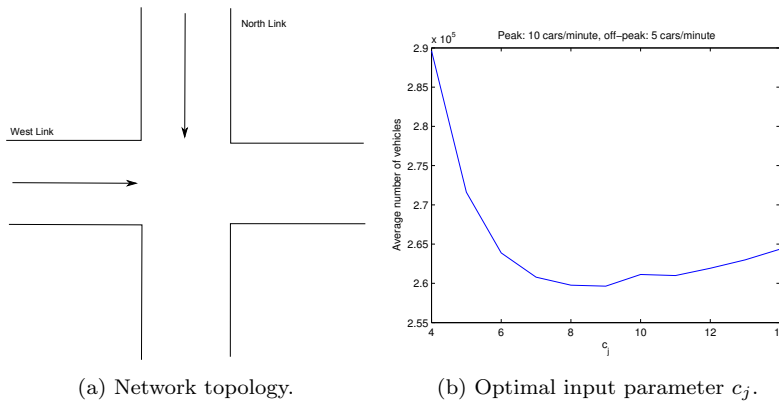 North Link
West Link
Peak: 10 cars/minute, off−peak: 5 cars/minute
x 10^5
2.9
2.85
2.8
2.75
2.7
2.65
2.6
2.55
Average number of vehicles
4 6 8 10 12 1
c_j
(a) Network topology.
(b) Optimal input parameter c_j.